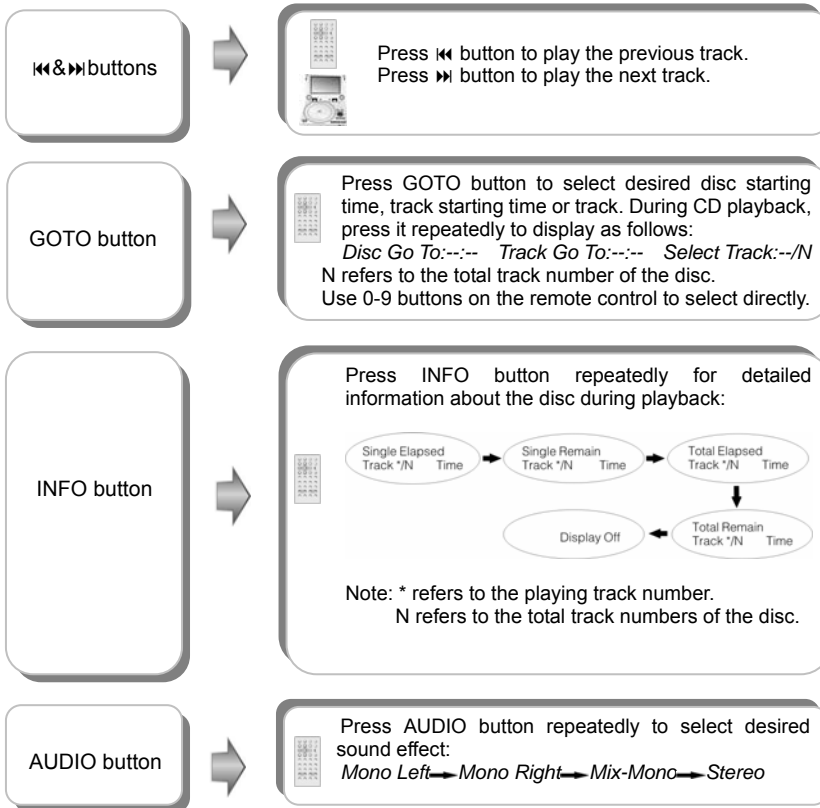 ⏮&⏭buttons
Press ⏮ button to play the previous track.
Press ⏭ button to play the next track.
GOTO button
Press GOTO button to select desired disc starting
time, track starting time or track. During CD playback,
press it repeatedly to display as follows:
Disc Go To:--:-- Track Go To:--:-- Select Track:--/N
N refers to the total track number of the disc.
Use 0-9 buttons on the remote control to select directly.
INFO button
Press INFO button repeatedly for detailed
information about the disc during playback:
Single Elapsed
Track */N Time
Single Remain
Track */N Time
Total Elapsed
Track */N Time
Total Remain
Track */N Time
Display Off
Note: * refers to the playing track number.
N refers to the total track numbers of the disc.
AUDIO button
Press AUDIO button repeatedly to select desired
sound effect:
Mono Left→Mono Right→Mix-Mono→Stereo